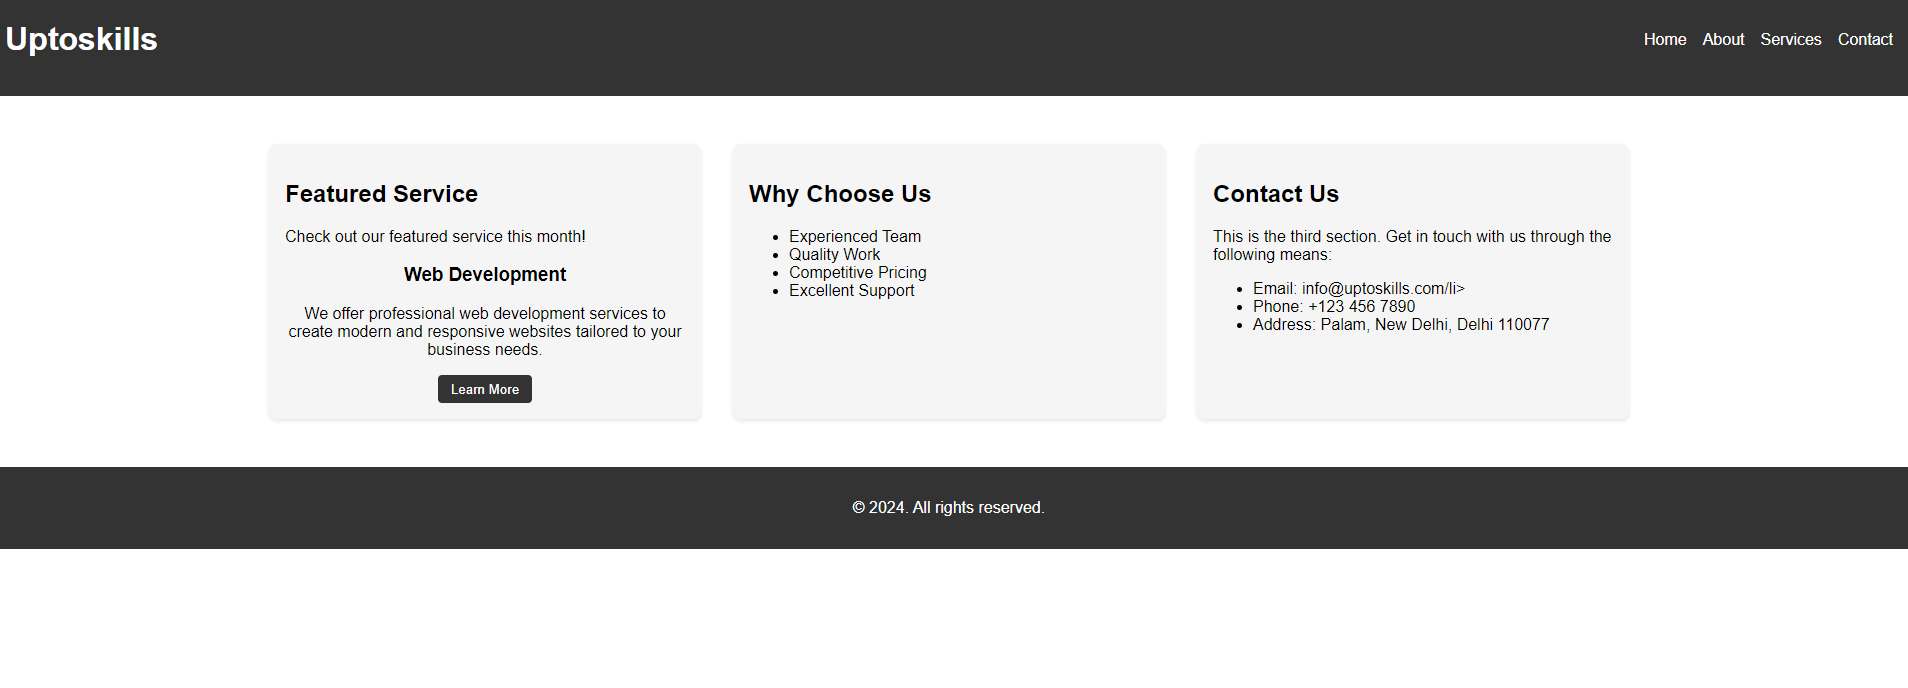 Uptoskills
Home About Services Contact
Featured Service
Check out our featured service this month!
Web Development
We offer professional web development services to
create modern and responsive websites tailored to your
business needs.
Learn More
Why Choose Us
Experienced Team
Quality Work
Competitive Pricing
Excellent Support
Contact Us
This is the third section. Get in touch with us through the
following means:
Email: info@uptoskills.com/li>
Phone: +123 456 7890
Address: Palam, New Delhi, Delhi 110077
© 2024. All rights reserved.